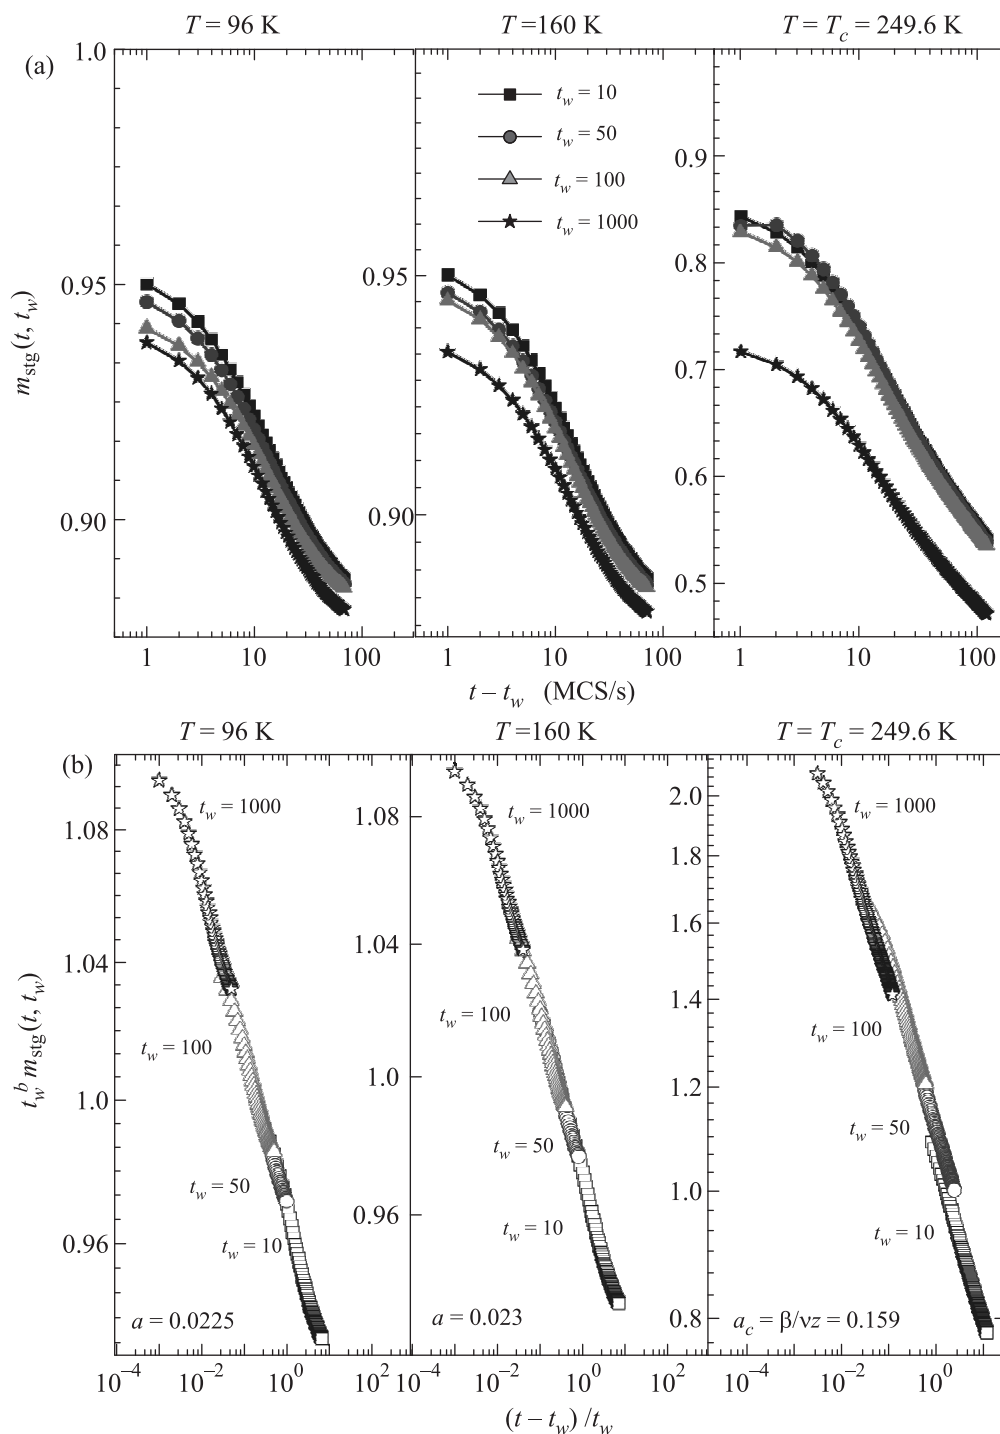 T = 96 K T =160 K T = T_c = 249.6 K
(a)
1.0
0.95
0.90
0.95
0.90
0.9
0.8
0.7
0.6
0.5
t_w = 10
t_w = 50
t_w = 100
t_w = 1000
m_stg(t, t_w)
1 10 100 1 10 100 1 10 100
t – t_w (MCS/s)
T = 96 K T =160 K T = T_c = 249.6 K
(b)
1.08
1.04
1.0
0.96
t_w = 1000
t_w = 100
t_w = 50
t_w = 10
a = 0.0225
1.08
1.04
1.0
0.96
t_w = 1000
t_w = 100
t_w = 50
t_w = 10
a = 0.023
2.0
1.8
1.6
1.4
1.2
1.0
0.8
t_w = 1000
t_w = 100
t_w = 50
t_w = 10
a_c = β/νz = 0.159
t_w^b m_stg(t, t_w)
10^−4 10^−2 10^0 10^2 10^−4 10^−2 10^0 10^2 10^−4 10^−2 10^0
(t – t_w) /t_w